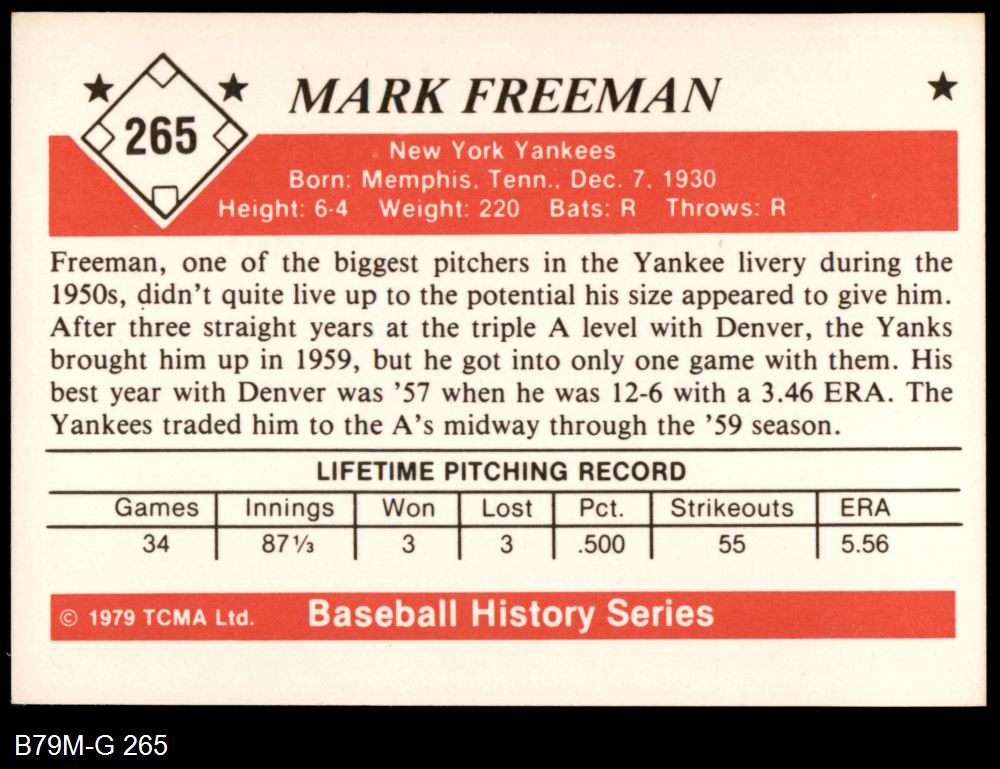 265
MARK FREEMAN
New York Yankees
Born: Memphis, Tenn., Dec. 7, 1930
Height: 6-4 Weight: 220 Bats: R Throws: R
Freeman, one of the biggest pitchers in the Yankee livery during the
1950s, didn't quite live up to the potential his size appeared to give him.
After three straight years at the triple A level with Denver, the Yanks
brought him up in 1959, but he got into only one game with them. His
best year with Denver was '57 when he was 12-6 with a 3.46 ERA. The
Yankees traded him to the A's midway through the '59 season.
LIFETIME PITCHING RECORD
Games Innings Won Lost Pct. Strikeouts ERA
34 87⅓ 3 3 .500 55 5.56
© 1979 TCMA Ltd. Baseball History Series
B79M-G 265